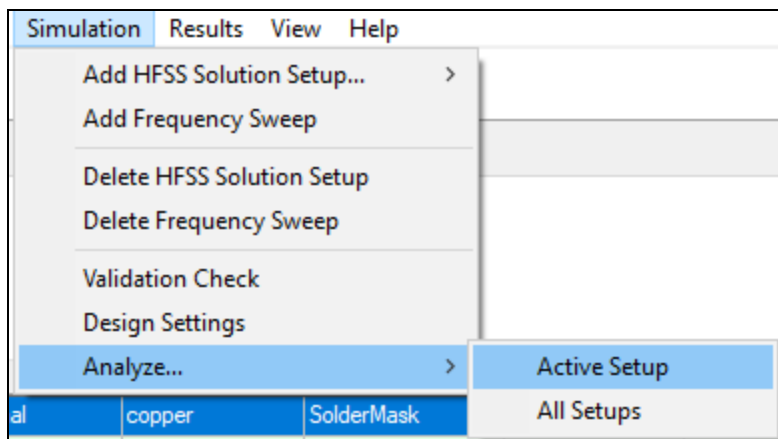 Simulation Results View Help
Add HFSS Solution Setup... >
Add Frequency Sweep
Delete HFSS Solution Setup
Delete Frequency Sweep
Validation Check
Design Settings
Analyze... > Active Setup
al copper SolderMask All Setups